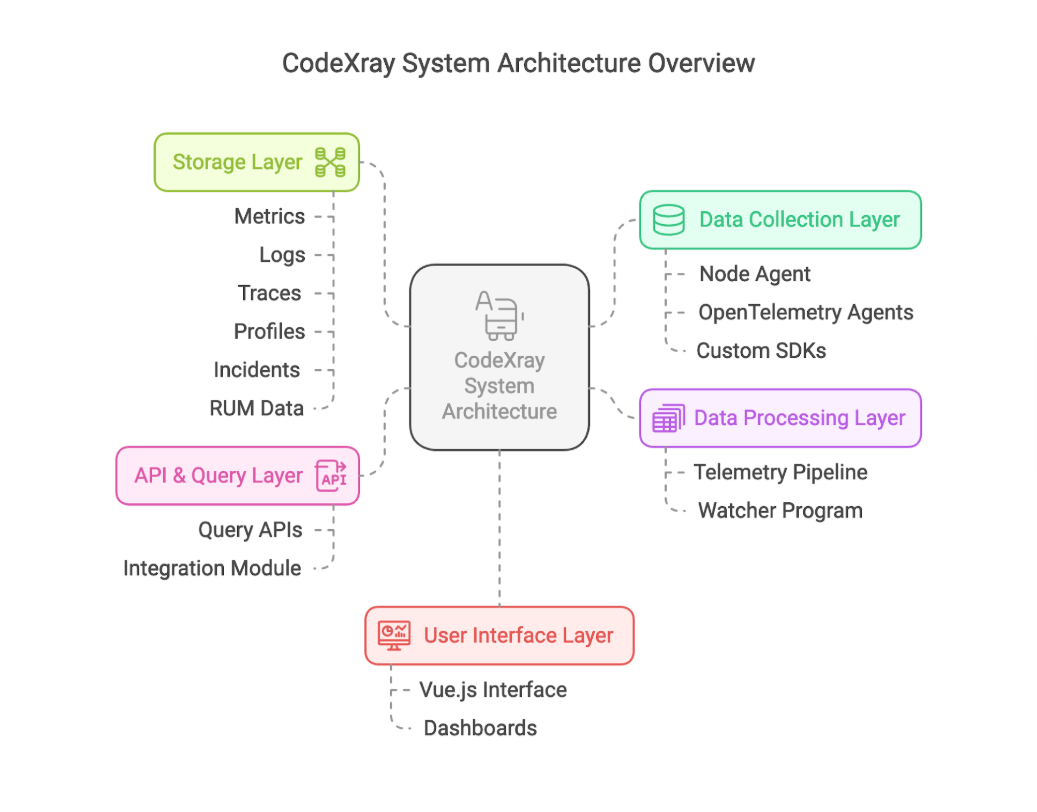 CodeXray System Architecture Overview
Storage Layer
Metrics
Logs
Traces
Profiles
Incidents
RUM Data
API & Query Layer
API
Query APIs
Integration Module
A
CodeXray
System
Architecture
Data Collection Layer
Node Agent
OpenTelemetry Agents
Custom SDKs
Data Processing Layer
Telemetry Pipeline
Watcher Program
User Interface Layer
Vue.js Interface
Dashboards